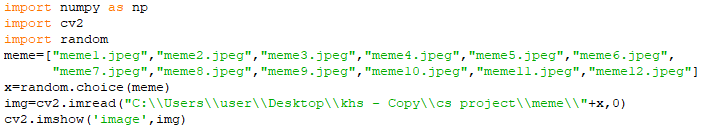 import numpy as np
import cv2
import random
meme=["meme1.jpeg","meme2.jpeg","meme3.jpeg","meme4.jpeg","meme5.jpeg","meme6.jpeg",
"meme7.jpeg","meme8.jpeg","meme9.jpeg","meme10.jpeg","meme11.jpeg","meme12.jpeg"]
x=random.choice(meme)
img=cv2.imread("C:\\Users\\user\\Desktop\\khs - Copy\\cs project\\meme\\"+x,0)
cv2.imshow('image',img)